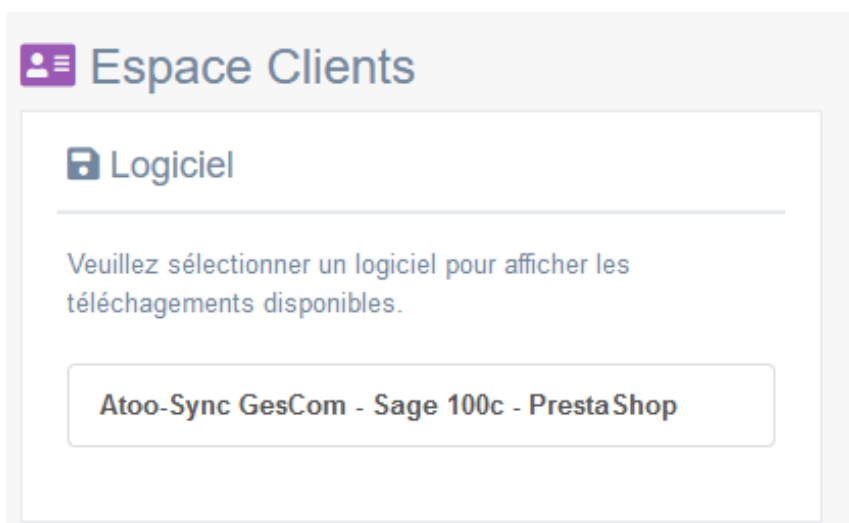 Espace Clients
Logiciel
Veuillez sélectionner un logiciel pour afficher les
téléchagements disponibles.
Atoo-Sync GesCom - Sage 100c - PrestaShop